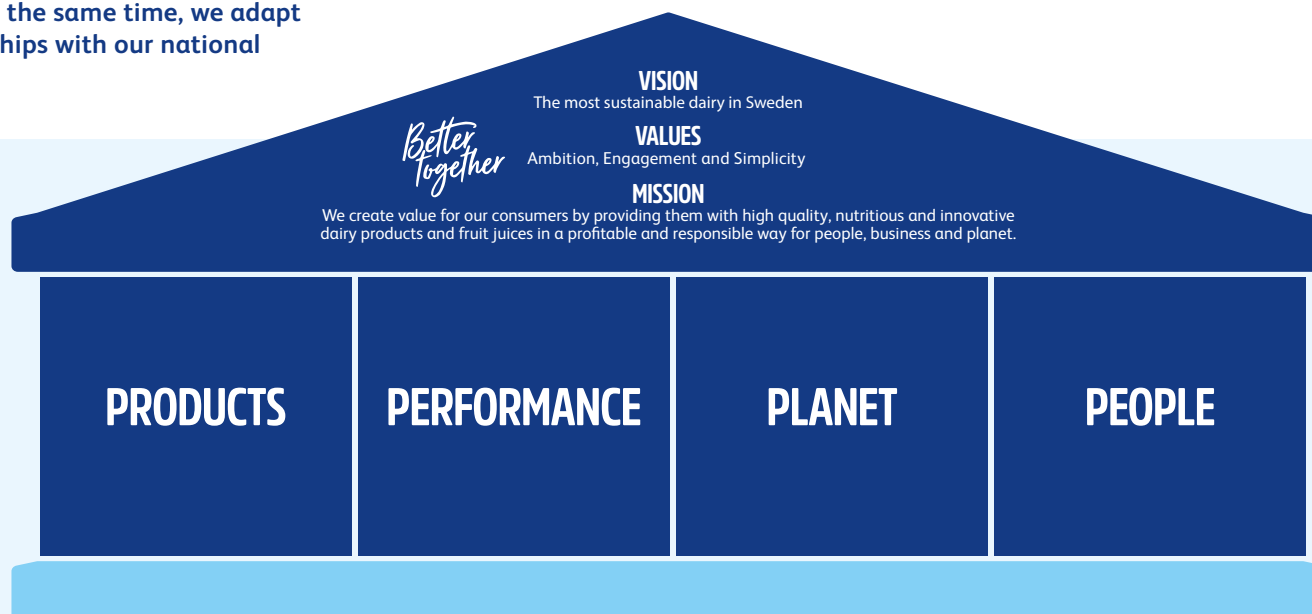 the same time, we adapt
hips with our national
VISION
The most sustainable dairy in Sweden
Better
together
VALUES
Ambition, Engagement and Simplicity
MISSION
We create value for our consumers by providing them with high quality, nutritious and innovative
dairy products and fruit juices in a profitable and responsible way for people, business and planet.
PRODUCTS
PERFORMANCE
PLANET
PEOPLE